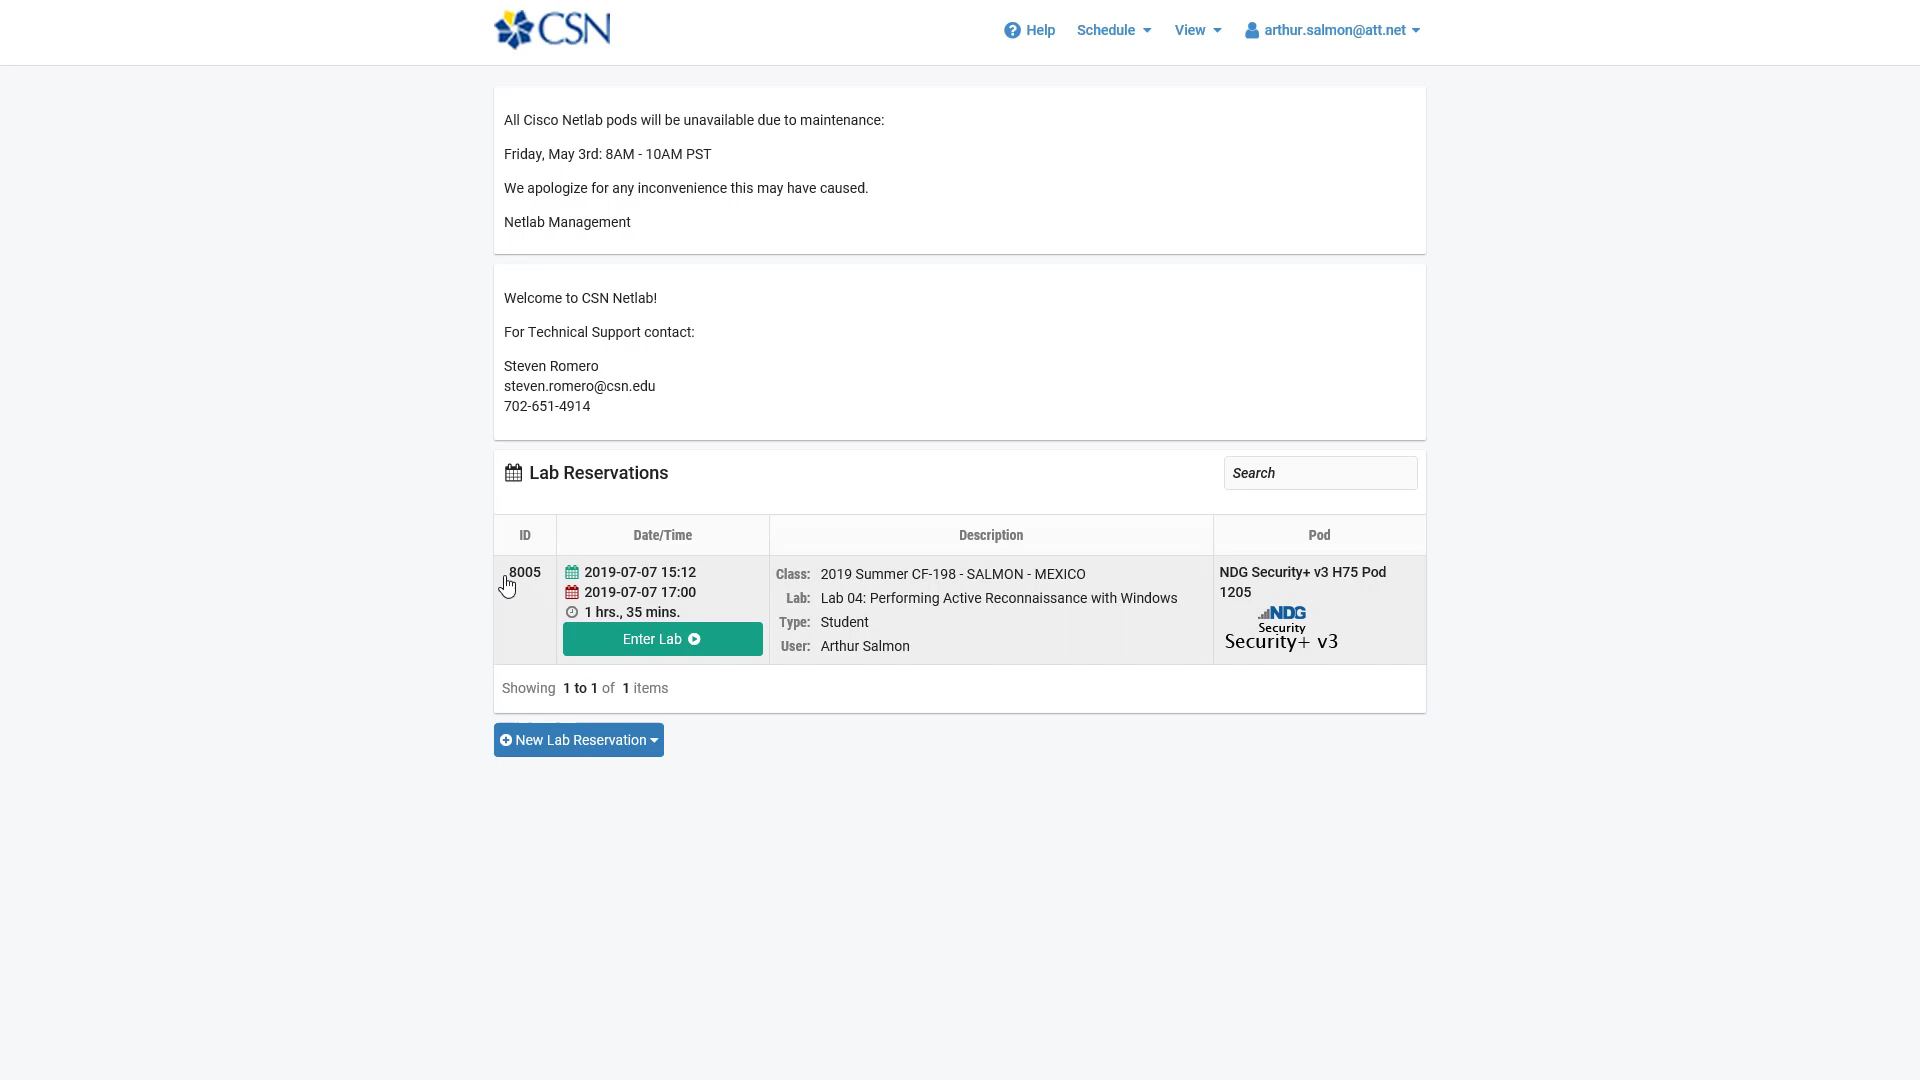 CSN
Help Schedule View arthur.salmon@att.net
All Cisco Netlab pods will be unavailable due to maintenance:
Friday, May 3rd: 8AM - 10AM PST
We apologize for any inconvenience this may have caused.
Netlab Management
Welcome to CSN Netlab!
For Technical Support contact:
Steven Romero
steven.romero@csn.edu
702-651-4914
Lab Reservations
Search
ID Date/Time Description Pod
8005
2019-07-07 15:12
2019-07-07 17:00
1 hrs., 35 mins.
Enter Lab
Class: 2019 Summer CF-198 - SALMON - MEXICO
Lab: Lab 04: Performing Active Reconnaissance with Windows
Type: Student
User: Arthur Salmon
NDG Security+ v3 H75 Pod
1205
NDG
Security
Security+ v3
Showing 1 to 1 of 1 items
New Lab Reservation